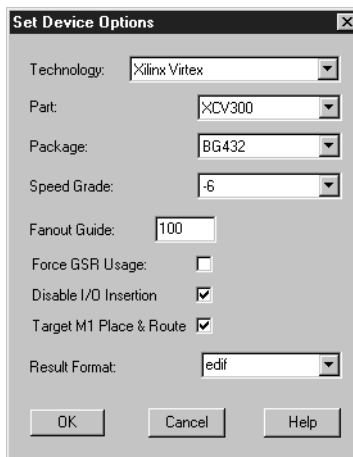 Set Device Options
Technology: Xilinx Virtex
Part: XCV300
Package: BG432
Speed Grade: -6
Fanout Guide: 100
Force GSR Usage:
Disable I/O Insertion
Target M1 Place & Route
Result Format: edif
OK Cancel Help